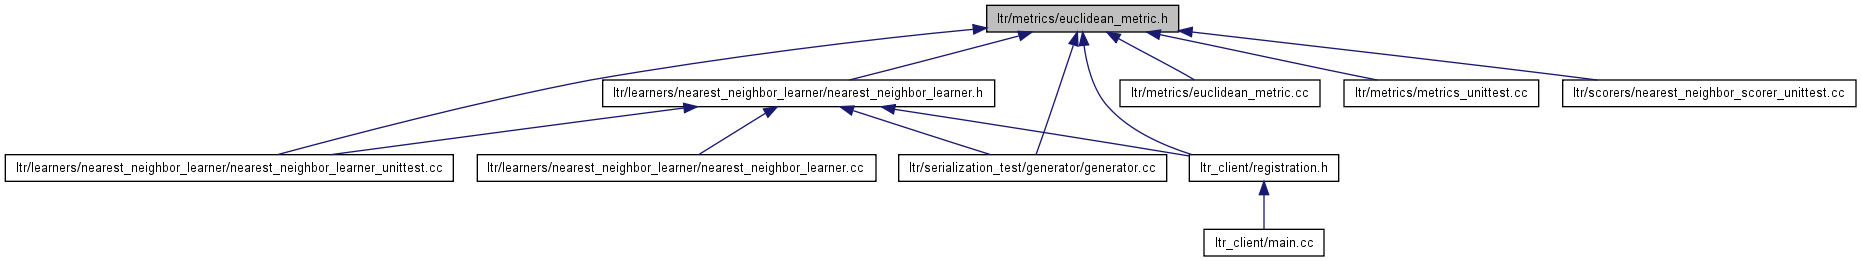 ltr/metrics/euclidean_metric.h
ltr/learners/nearest_neighbor_learner/nearest_neighbor_learner.h
ltr/metrics/euclidean_metric.cc
ltr/metrics/metrics_unittest.cc
ltr/scorers/nearest_neighbor_scorer_unittest.cc
ltr/learners/nearest_neighbor_learner/nearest_neighbor_learner_unittest.cc
ltr/learners/nearest_neighbor_learner/nearest_neighbor_learner.cc
ltr/serialization_test/generator/generator.cc
ltr_client/registration.h
ltr_client/main.cc